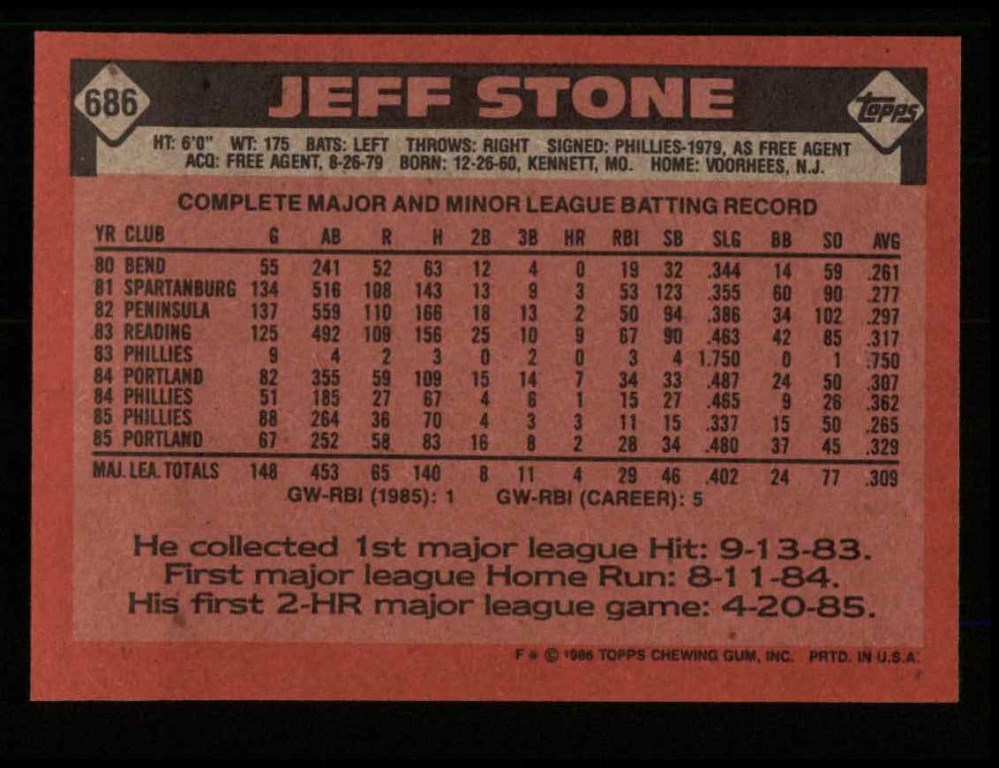 686 JEFF STONE Topps
HT: 6'0" WT: 175 BATS: LEFT THROWS: RIGHT SIGNED: PHILLIES-1979, AS FREE AGENT
ACQ: FREE AGENT, 8-26-79 BORN: 12-26-60, KENNETT, MO. HOME: VOORHEES, N.J.
COMPLETE MAJOR AND MINOR LEAGUE BATTING RECORD
YR CLUB G AB R H 2B 3B HR RBI SB SLG BB SO AVG
80 BEND 55 241 52 63 12 4 0 19 32 .344 14 59 .261
81 SPARTANBURG 134 516 108 143 13 9 3 53 123 .355 60 90 .277
82 PENINSULA 137 559 110 166 18 13 2 50 94 .386 34 102 .297
83 READING 125 492 109 156 25 10 9 67 90 .463 42 85 .317
83 PHILLIES 9 4 2 3 0 2 0 3 4 1.750 0 1 .750
84 PORTLAND 82 355 59 109 15 14 7 34 33 .487 24 50 .307
84 PHILLIES 51 185 27 67 4 6 1 15 27 .465 9 26 .362
85 PHILLIES 88 264 36 70 4 3 3 11 15 .337 15 50 .265
85 PORTLAND 67 252 58 83 16 8 2 28 34 .480 37 45 .329
MAJ. LEA. TOTALS 148 453 65 140 8 11 4 29 46 .402 24 77 .309
GW-RBI (1985): 1 GW-RBI (CAREER): 5
He collected 1st major league Hit: 9-13-83.
First major league Home Run: 8-11-84.
His first 2-HR major league game: 4-20-85.
F * © 1986 TOPPS CHEWING GUM, INC. PRTD. IN U.S.A.